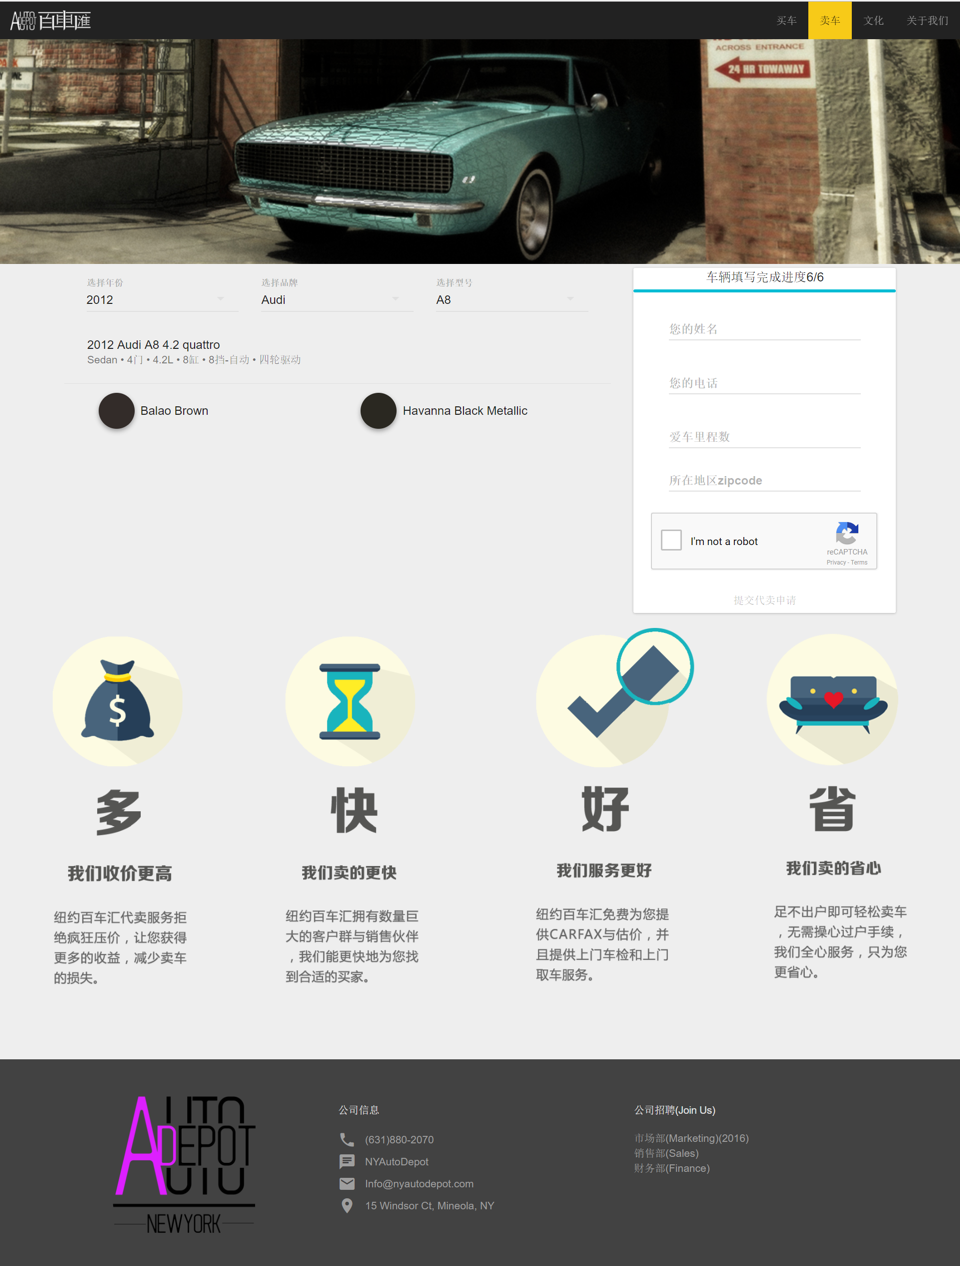 AUTO DEPOT 百車匯
买车
卖车
文化
关于我们
ACROSS ENTRANCE
24 HR TOWAWAY
选择年份
2012
选择品牌
Audi
选择型号
A8
2012 Audi A8 4.2 quattro
Sedan • 4门 • 4.2L • 8缸 • 8挡-自动 • 四轮驱动
Balao Brown
Havanna Black Metallic
车辆填写完成进度6/6
您的姓名
您的电话
爱车里程数
所在地区zipcode
I'm not a robot
reCAPTCHA
Privacy - Terms
提交代卖申请
$
多
我们收价更高
纽约百车汇代卖服务拒
绝疯狂压价，让您获得
更多的收益，减少卖车
的损失。
快
我们卖的更快
纽约百车汇拥有数量巨
大的客户群与销售伙伴
，我们能更快地为您找
到合适的买家。
好
我们服务更好
纽约百车汇免费为您提
供CARFAX与估价，并
且提供上门车检和上门
取车服务。
省
我们卖的省心
足不出户即可轻松卖车
，无需操心过户手续，
我们全心服务，只为您
更省心。
AUTO
DEPOT
AUTO
NEWYORK
公司信息
(631)880-2070
NYAutoDepot
Info@nyautodepot.com
15 Windsor Ct, Mineola, NY
公司招聘(Join Us)
市场部(Marketing)(2016)
销售部(Sales)
财务部(Finance)